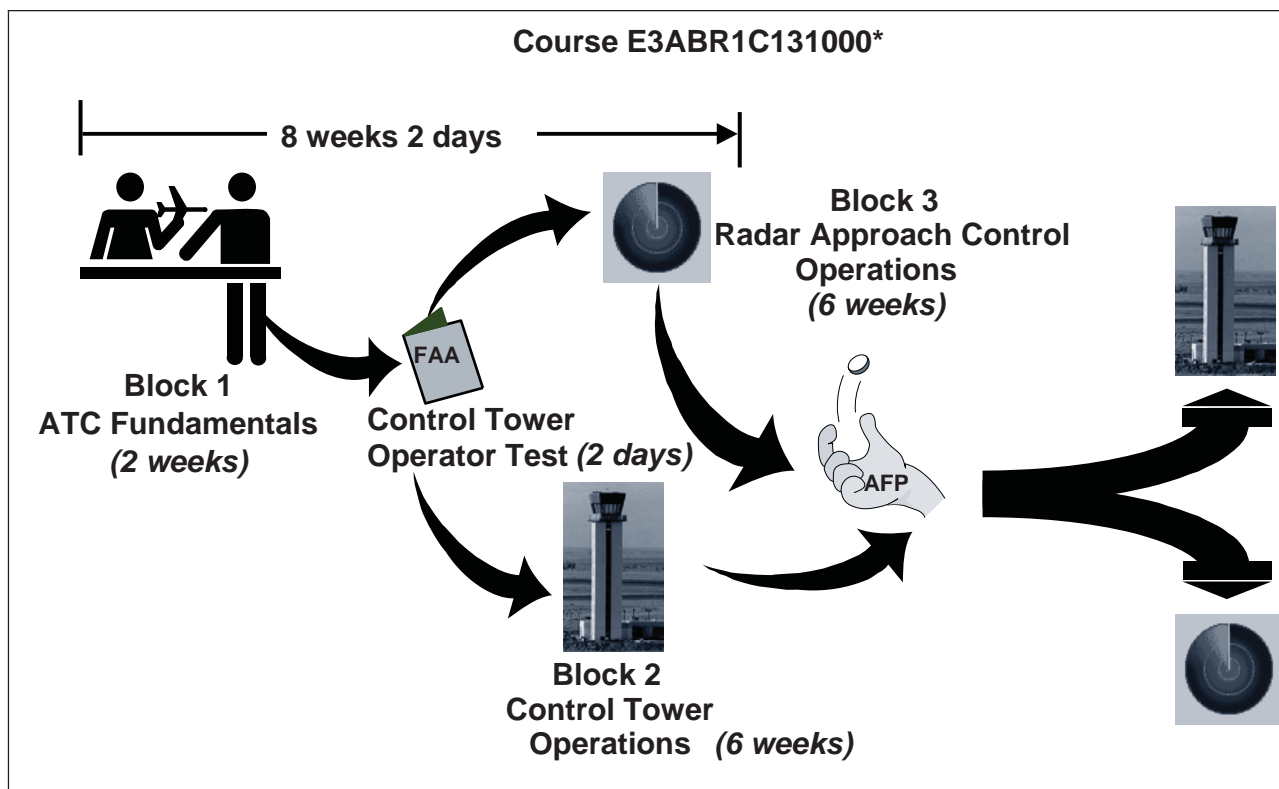 Course E3ABR1C131000*
8 weeks 2 days
Block 1
ATC Fundamentals
(2 weeks)
FAA
Control Tower
Operator Test (2 days)
Block 3
Radar Approach Control
Operations
(6 weeks)
AFP
Block 2
Control Tower
Operations (6 weeks)